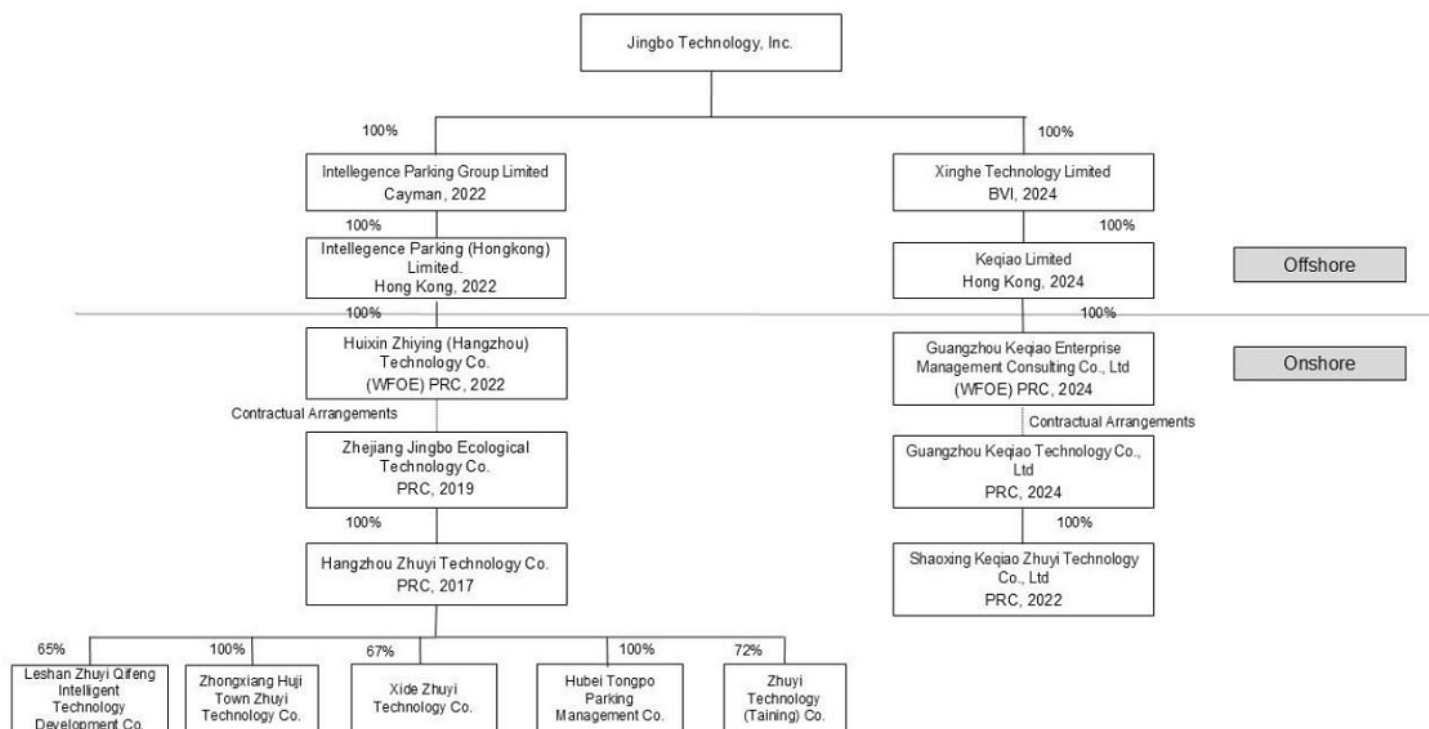 Jingbo Technology, Inc.
100%
100%
Intellegence Parking Group Limited
Cayman, 2022
Xinghe Technology Limited
BVI, 2024
100%
100%
Intellegence Parking (Hongkong)
Limited.
Hong Kong, 2022
Keqiao Limited
Hong Kong, 2024
Offshore
100%
100%
Huixin Zhiying (Hangzhou)
Technology Co.
(WFOE) PRC, 2022
Guangzhou Keqiao Enterprise
Management Consulting Co., Ltd
(WFOE) PRC, 2024
Onshore
Contractual Arrangements
Contractual Arrangements
Zhejiang Jingbo Ecological
Technology Co.
PRC, 2019
Guangzhou Keqiao Technology Co.,
Ltd
PRC, 2024
100%
100%
Hangzhou Zhuyi Technology Co.
PRC, 2017
Shaoxing Keqiao Zhuyi Technology
Co., Ltd
PRC, 2022
65%
100%
67%
100%
72%
Leshan Zhuyi Qifeng
Intelligent
Technology
Development Co.
Zhongxiang Huji
Town Zhuyi
Technology Co.
Xide Zhuyi
Technology Co.
Hubei Tongpo
Parking
Management Co.
Zhuyi
Technology
(Taining) Co.